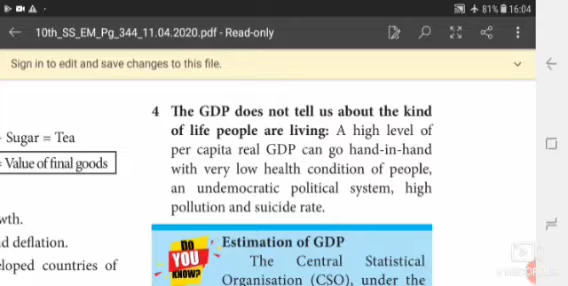 81% 16:04
10th_SS_EM_Pg_344_11.04.2020.pdf - Read-only
Sign in to edit and save changes to this file.
Sugar = Tea
Value of final goods
wth.
d deflation.
eloped countries of
4 The GDP does not tell us about the kind
of life people are living: A high level of
per capita real GDP can go hand-in-hand
with very low health condition of people,
an undemocratic political system, high
pollution and suicide rate.
DO
YOU
KNOW?
Estimation of GDP
The Central Statistical
Organisation (CSO), under the